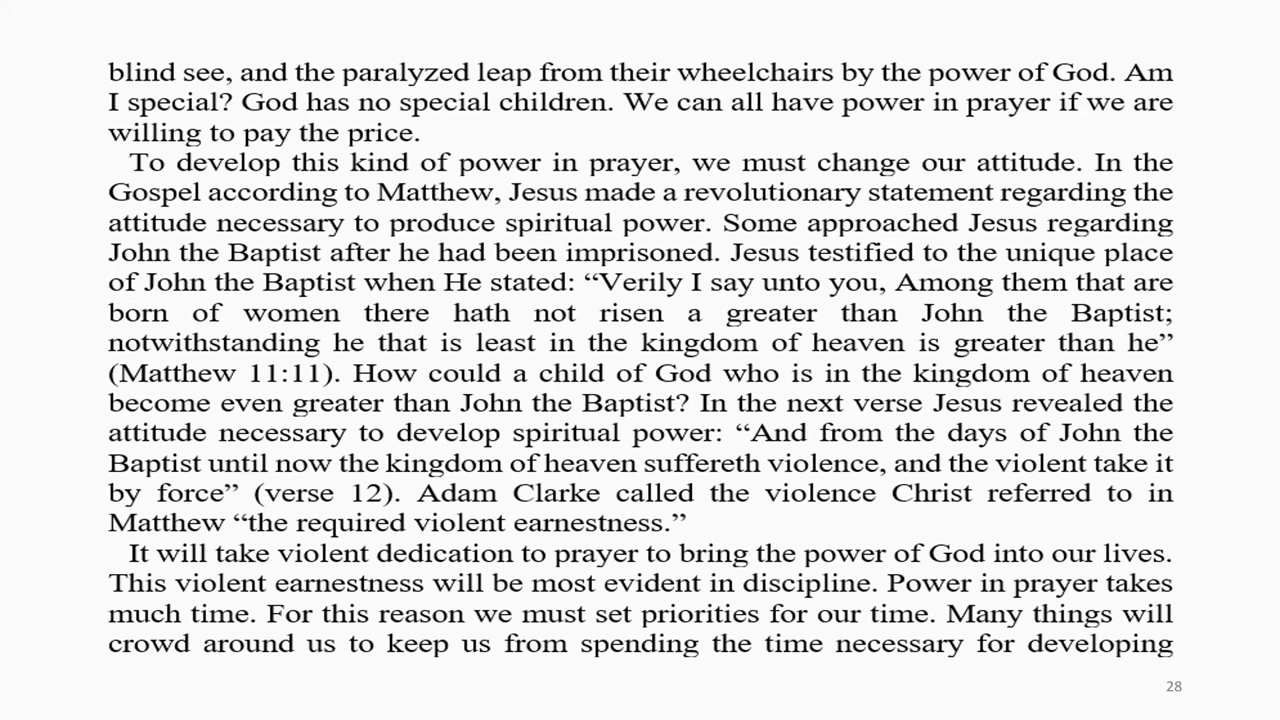 blind see, and the paralyzed leap from their wheelchairs by the power of God. Am
I special? God has no special children. We can all have power in prayer if we are
willing to pay the price.
To develop this kind of power in prayer, we must change our attitude. In the
Gospel according to Matthew, Jesus made a revolutionary statement regarding the
attitude necessary to produce spiritual power. Some approached Jesus regarding
John the Baptist after he had been imprisoned. Jesus testified to the unique place
of John the Baptist when He stated: “Verily I say unto you, Among them that are
born of women there hath not risen a greater than John the Baptist;
notwithstanding he that is least in the kingdom of heaven is greater than he”
(Matthew 11:11). How could a child of God who is in the kingdom of heaven
become even greater than John the Baptist? In the next verse Jesus revealed the
attitude necessary to develop spiritual power: “And from the days of John the
Baptist until now the kingdom of heaven suffereth violence, and the violent take it
by force” (verse 12). Adam Clarke called the violence Christ referred to in
Matthew “the required violent earnestness.”
It will take violent dedication to prayer to bring the power of God into our lives.
This violent earnestness will be most evident in discipline. Power in prayer takes
much time. For this reason we must set priorities for our time. Many things will
crowd around us to keep us from spending the time necessary for developing
28